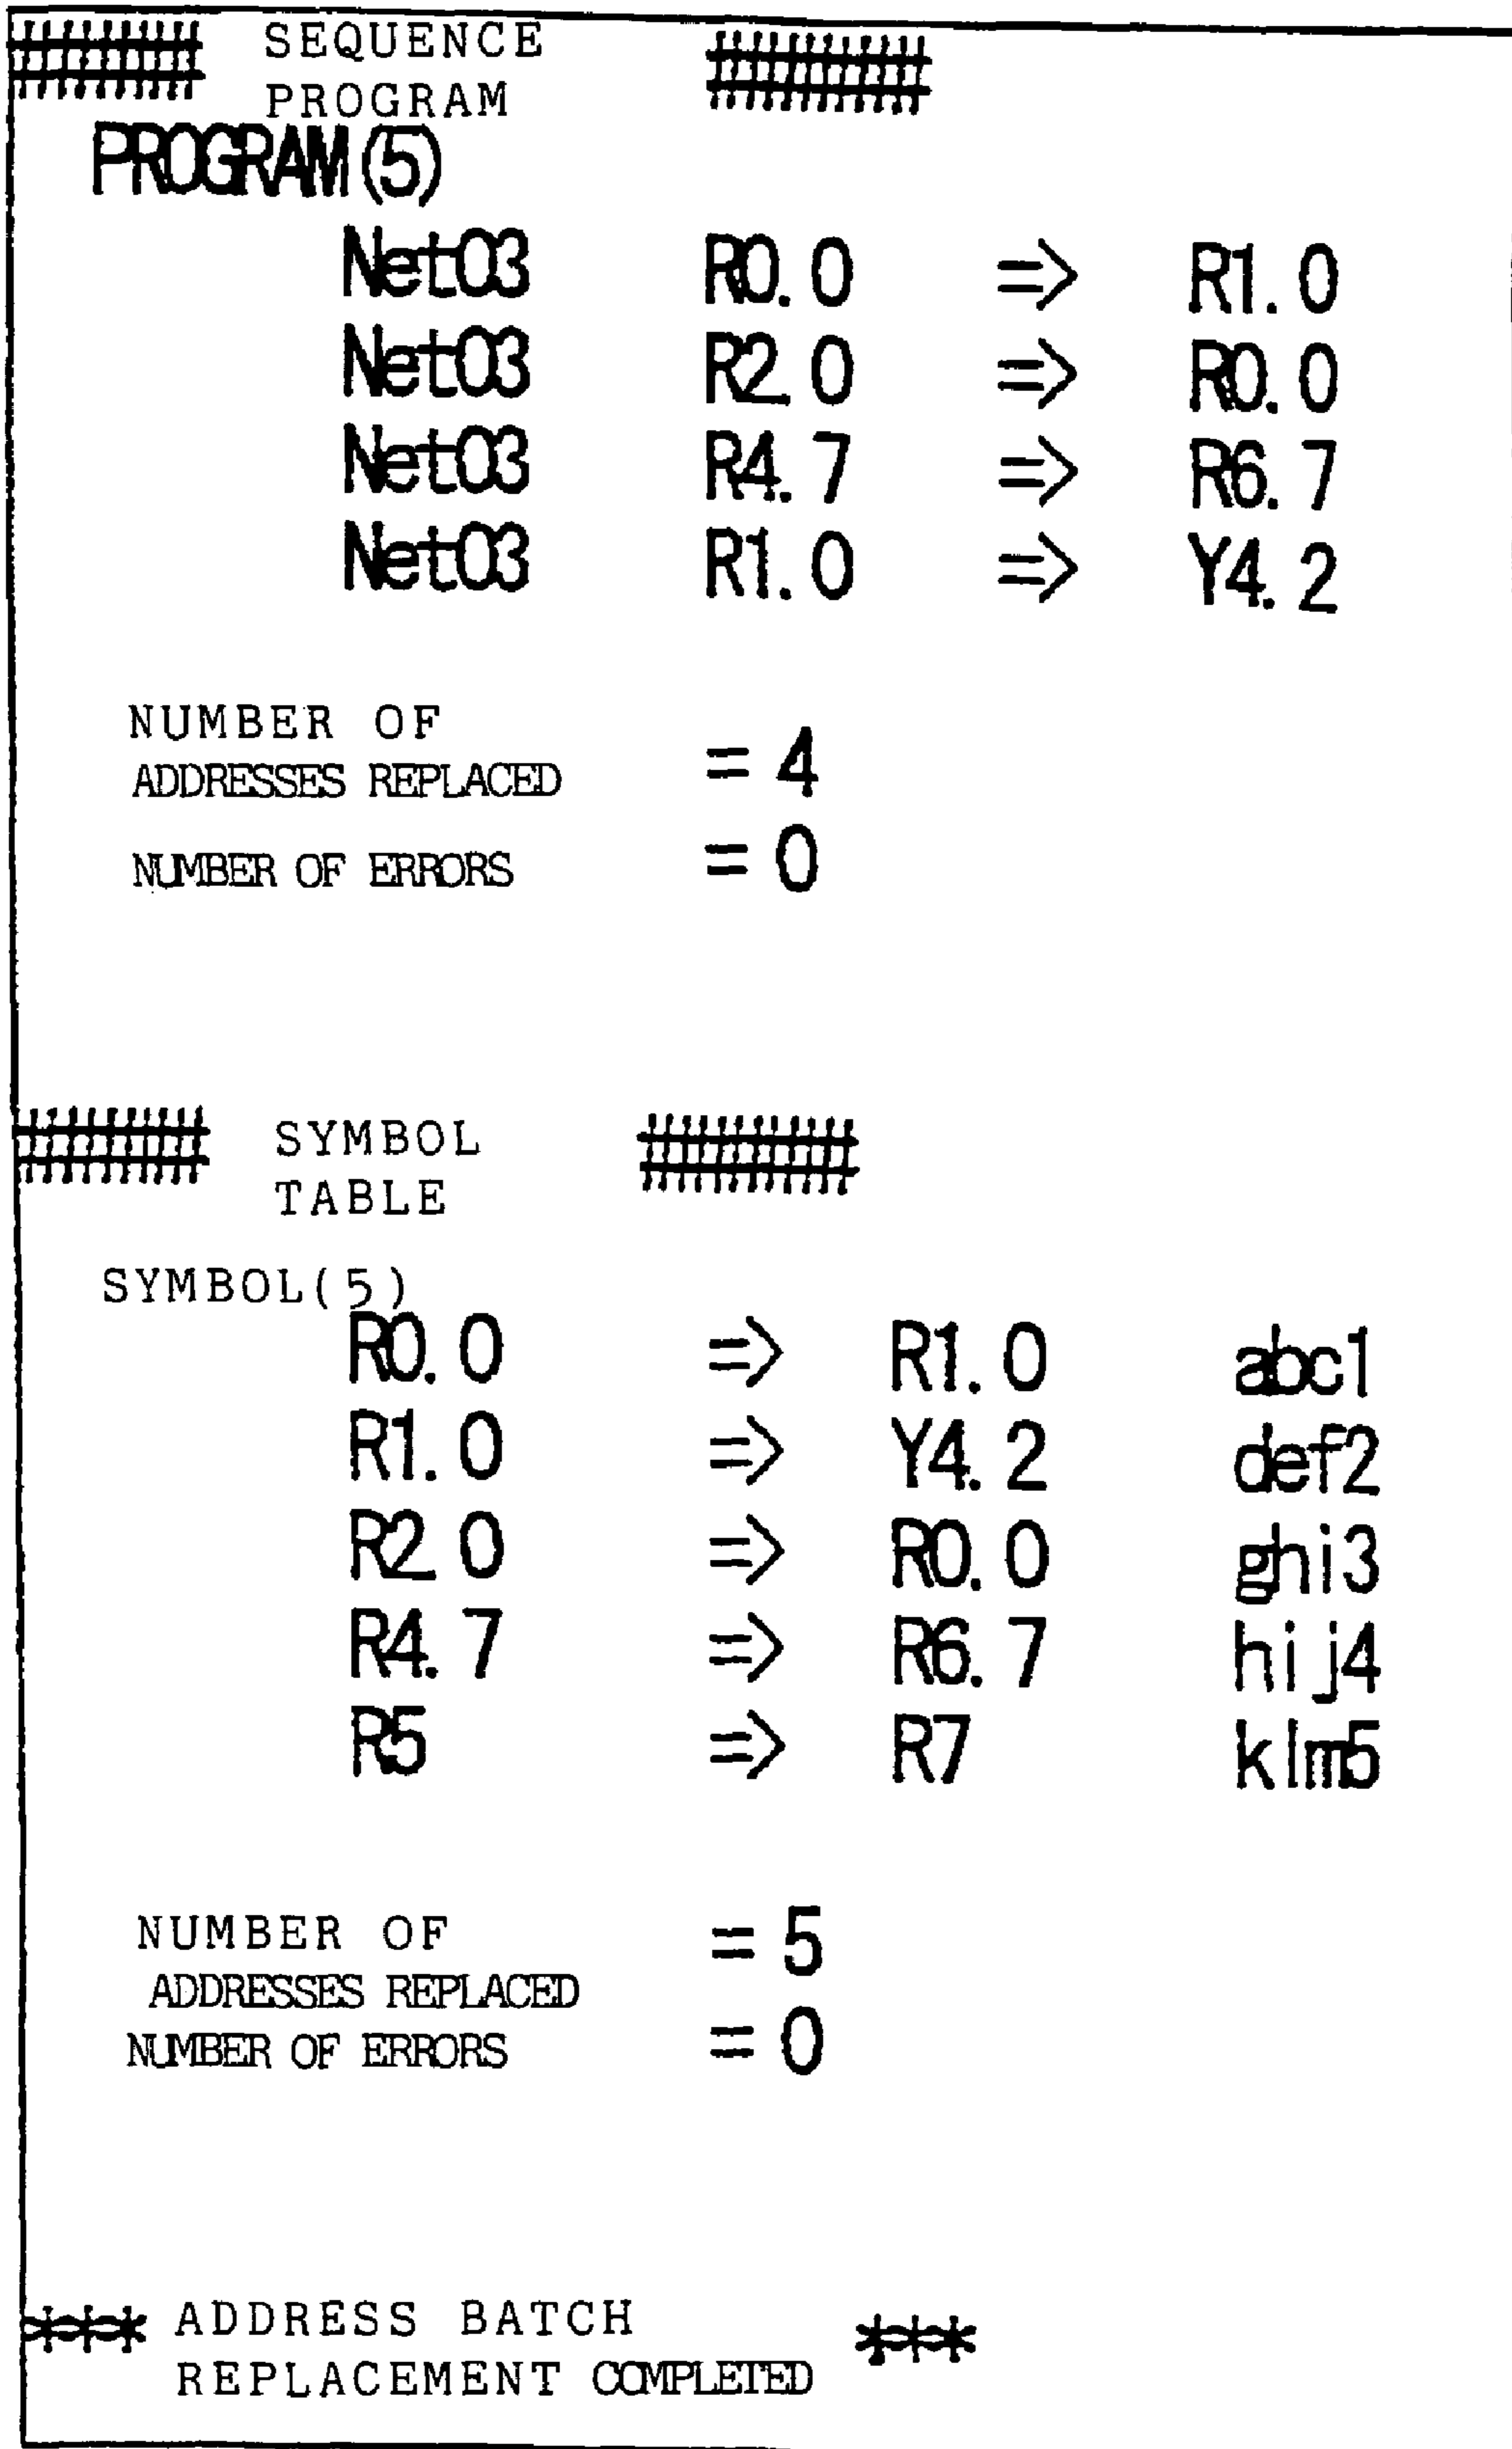 ########## SEQUENCE ##########
PROGRAM
PROGRAM(5)
Net03 R0.0 => R1.0
Net03 R2.0 => R0.0
Net03 R4.7 => R6.7
Net03 R1.0 => Y4.2
NUMBER OF
ADDRESSES REPLACED = 4
NUMBER OF ERRORS = 0
########## SYMBOL ##########
TABLE
SYMBOL(5)
R0.0 => R1.0 abc1
R1.0 => Y4.2 def2
R2.0 => R0.0 ghi3
R4.7 => R6.7 hij4
R5 => R7 klm5
NUMBER OF = 5
ADDRESSES REPLACED
NUMBER OF ERRORS = 0
*** ADDRESS BATCH ***
REPLACEMENT COMPLETED